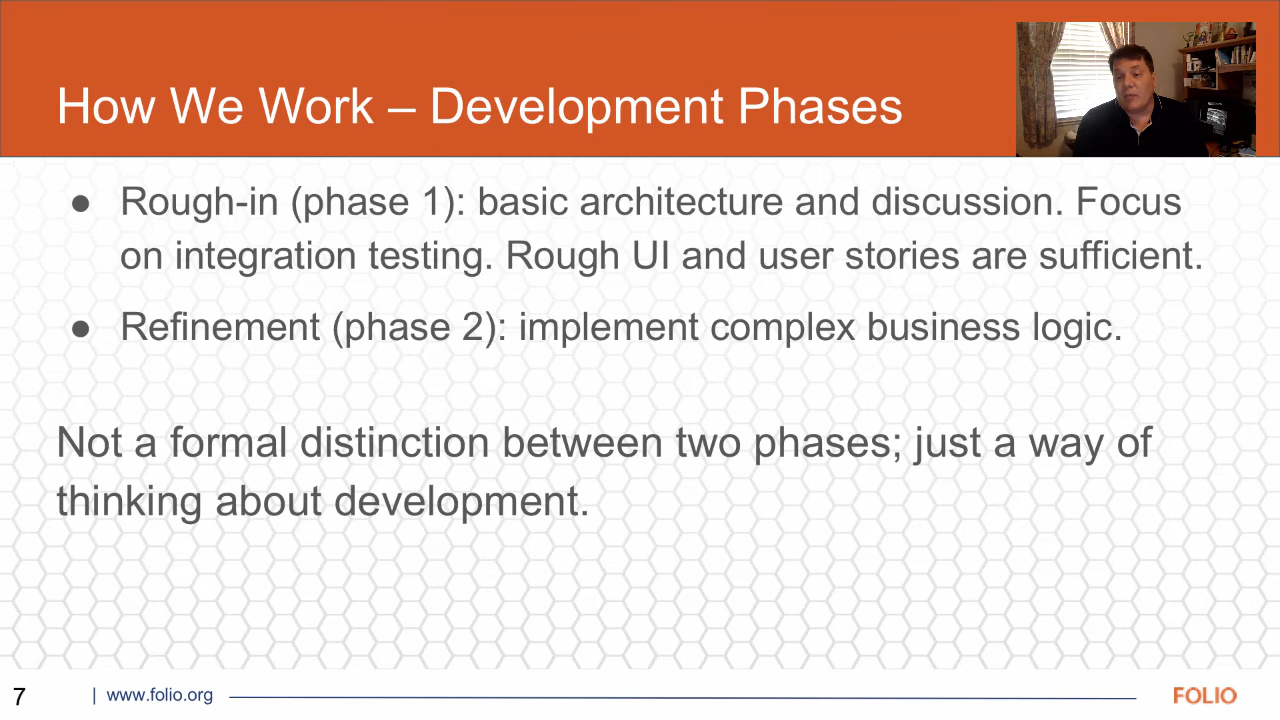 How We Work – Development Phases
● Rough-in (phase 1): basic architecture and discussion. Focus
on integration testing. Rough UI and user stories are sufficient.
● Refinement (phase 2): implement complex business logic.
Not a formal distinction between two phases; just a way of
thinking about development.
7 | www.folio.org FOLIO